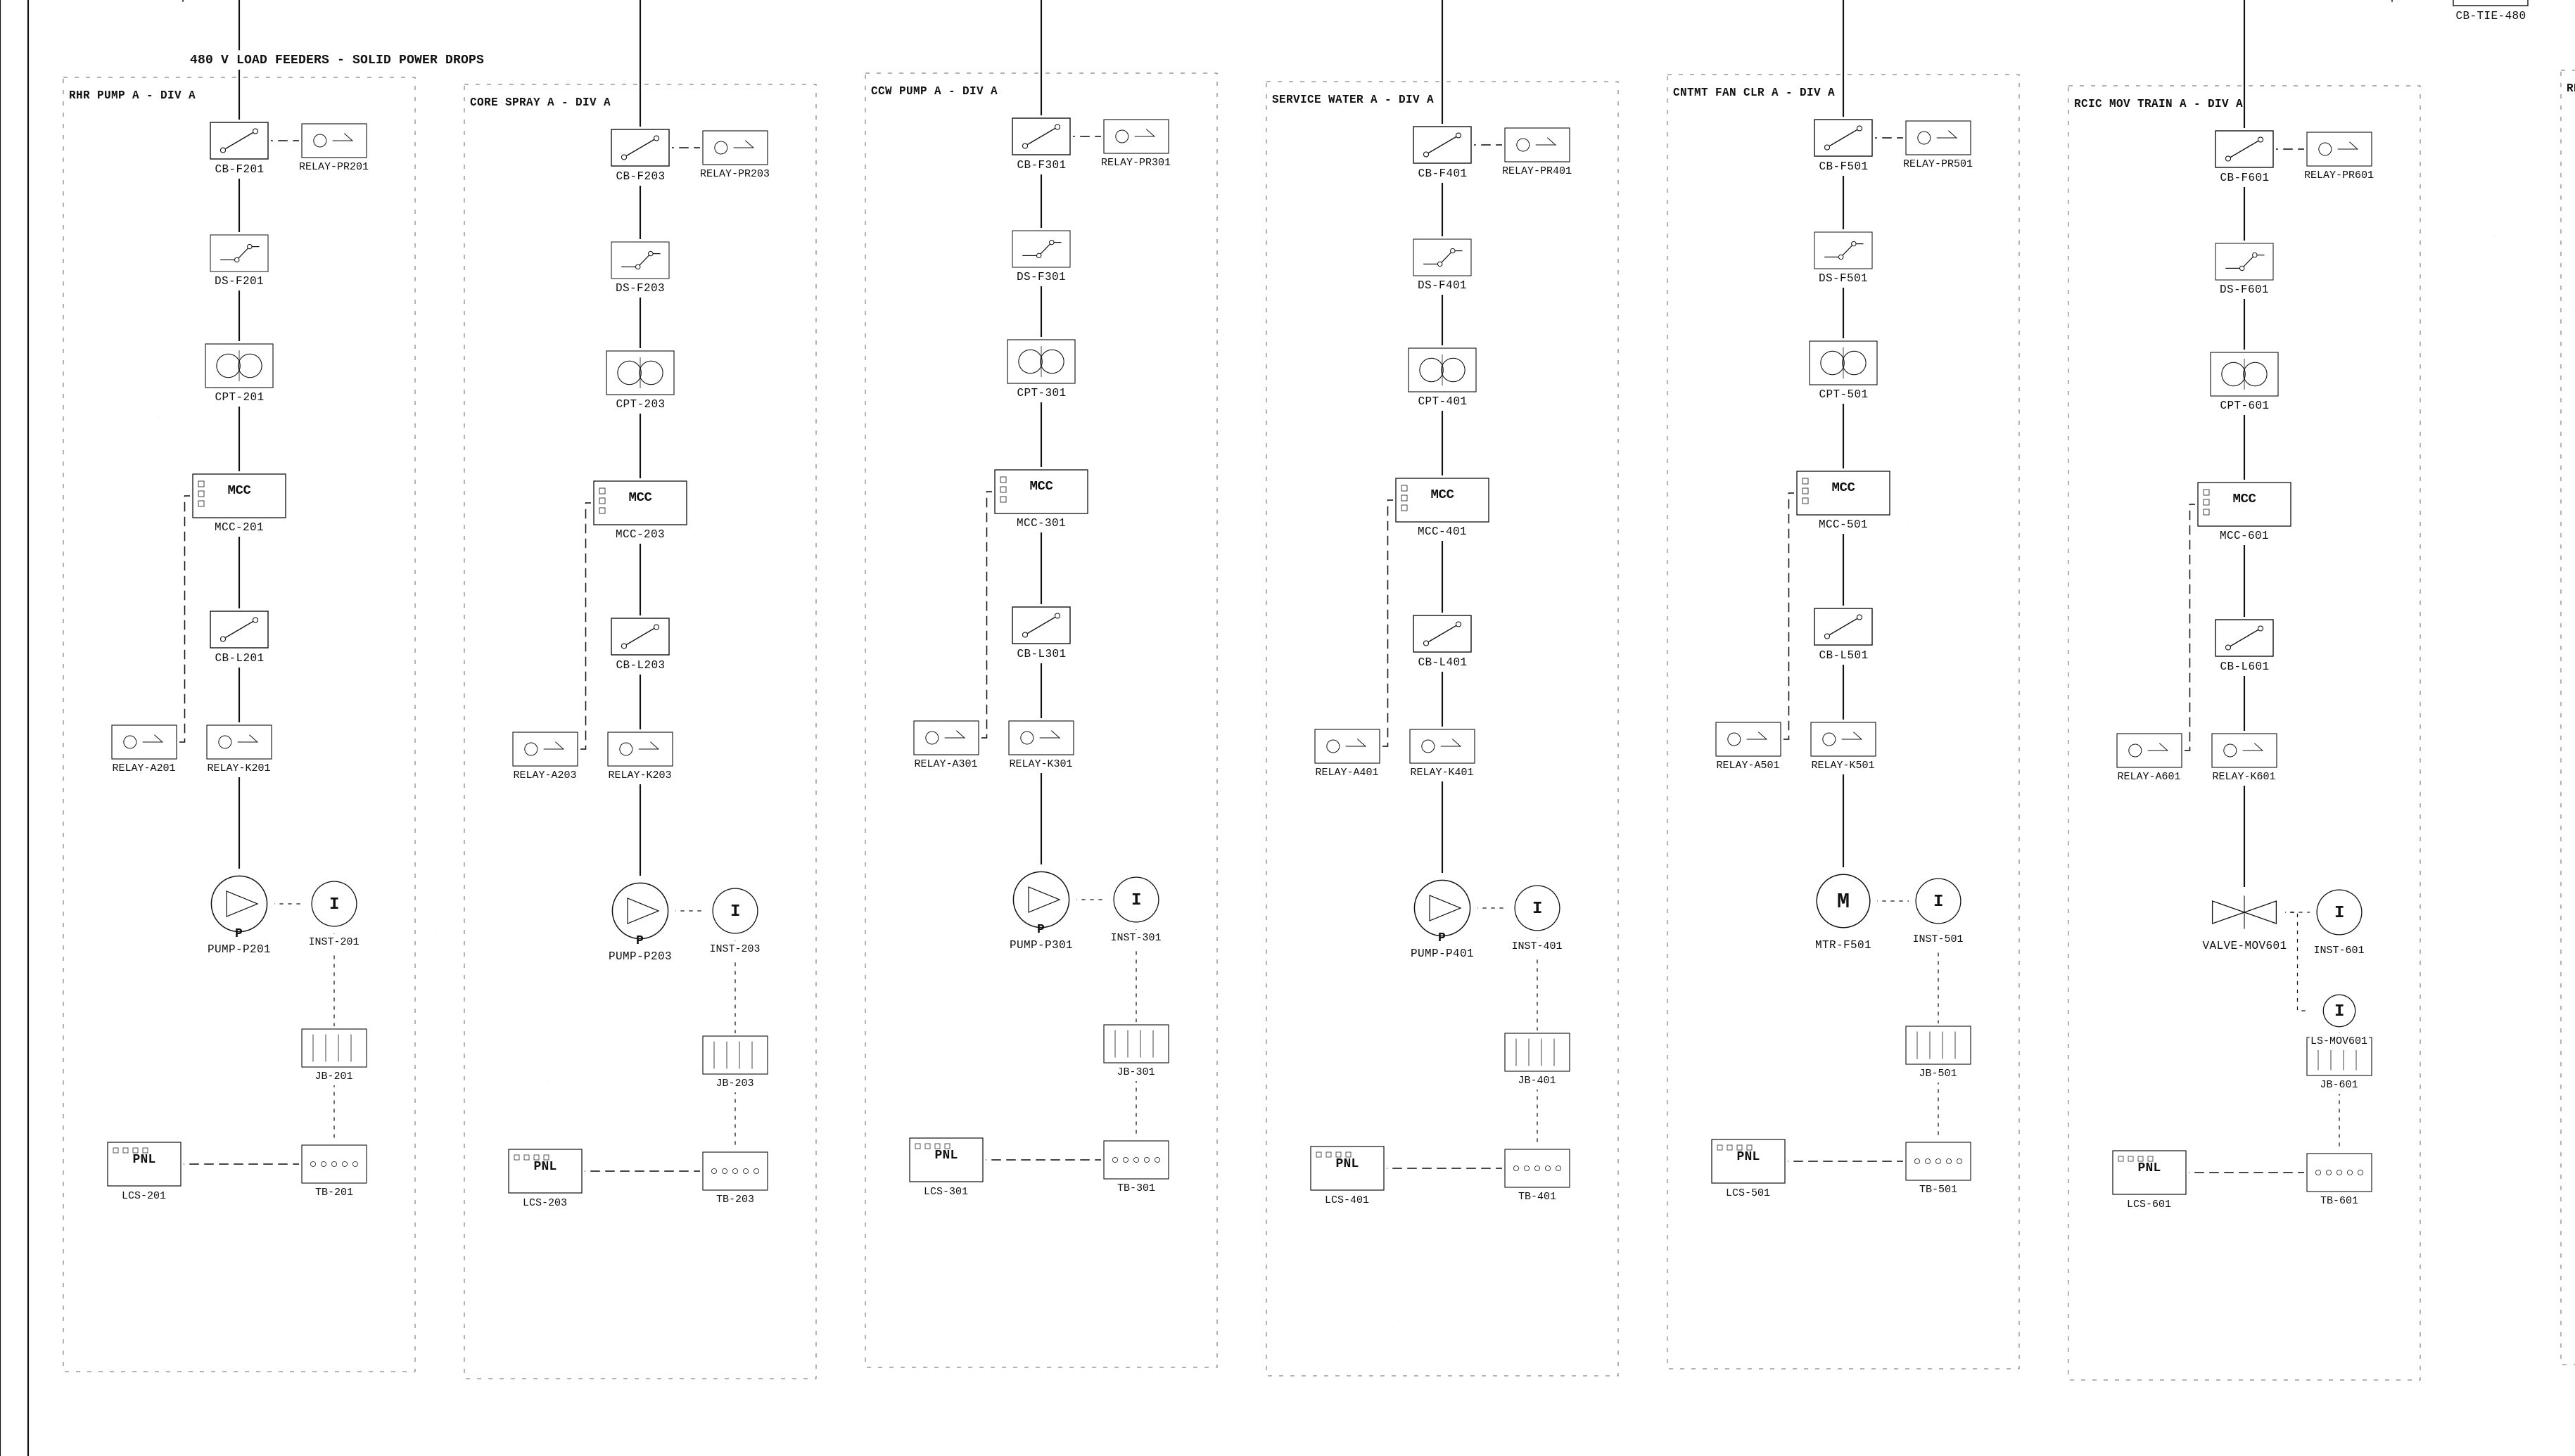 CB-TIE-480
480 V LOAD FEEDERS - SOLID POWER DROPS
RHR PUMP A - DIV A
CB-F201
RELAY-PR201
DS-F201
CPT-201
MCC
MCC-201
CB-L201
RELAY-A201
RELAY-K201
P
PUMP-P201
I
INST-201
JB-201
PNL
LCS-201
TB-201
CORE SPRAY A - DIV A
CB-F203
RELAY-PR203
DS-F203
CPT-203
MCC
MCC-203
CB-L203
RELAY-A203
RELAY-K203
P
PUMP-P203
I
INST-203
JB-203
PNL
LCS-203
TB-203
CCW PUMP A - DIV A
CB-F301
RELAY-PR301
DS-F301
CPT-301
MCC
MCC-301
CB-L301
RELAY-A301
RELAY-K301
P
PUMP-P301
I
INST-301
JB-301
PNL
LCS-301
TB-301
SERVICE WATER A - DIV A
CB-F401
RELAY-PR401
DS-F401
CPT-401
MCC
MCC-401
CB-L401
RELAY-A401
RELAY-K401
P
PUMP-P401
I
INST-401
JB-401
PNL
LCS-401
TB-401
CNTMT FAN CLR A - DIV A
CB-F501
RELAY-PR501
DS-F501
CPT-501
MCC
MCC-501
CB-L501
RELAY-A501
RELAY-K501
M
MTR-F501
I
INST-501
JB-501
PNL
LCS-501
TB-501
RCIC MOV TRAIN A - DIV A
CB-F601
RELAY-PR601
DS-F601
CPT-601
MCC
MCC-601
CB-L601
RELAY-A601
RELAY-K601
VALVE-MOV601
I
INST-601
I
LS-MOV601
JB-601
PNL
LCS-601
TB-601